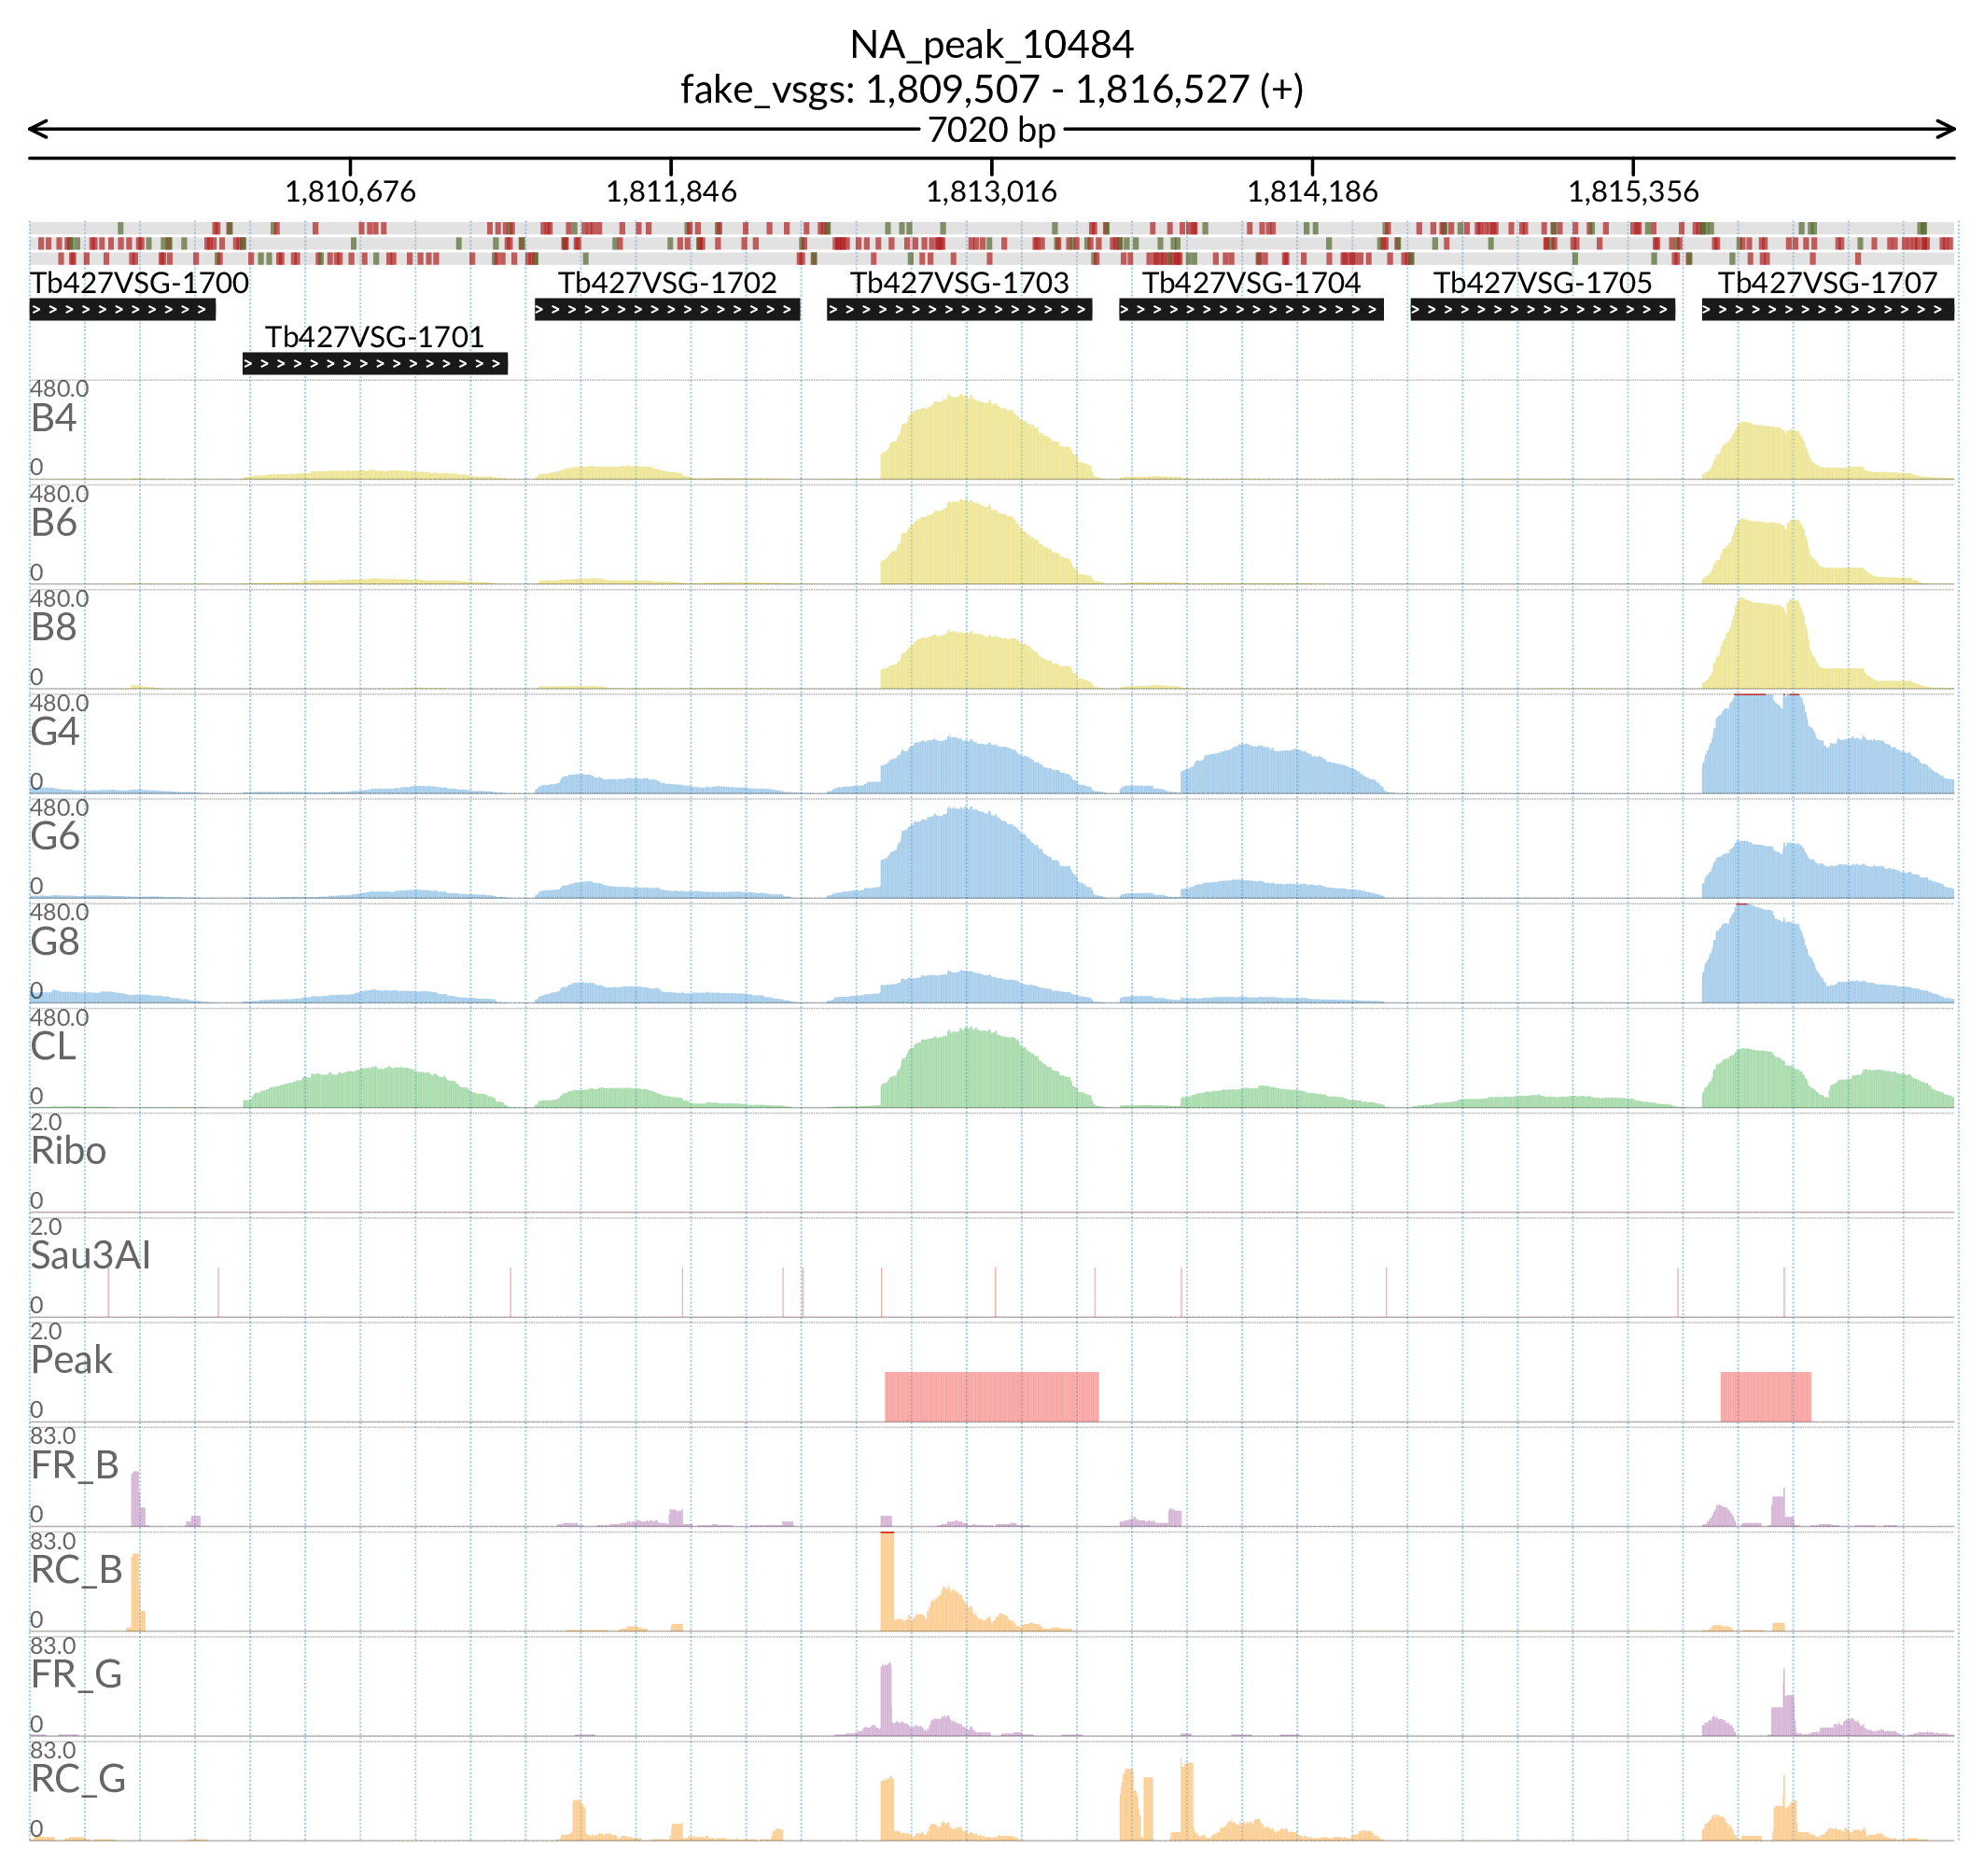 NA_peak_10484
fake_vsgs: 1,809,507 - 1,816,527 (+)
7020 bp
1,810,676 1,811,846 1,813,016 1,814,186 1,815,356
Tb427VSG-1700 Tb427VSG-1702 Tb427VSG-1703 Tb427VSG-1704 Tb427VSG-1705 Tb427VSG-1707
Tb427VSG-1701
480.0
B4
0
480.0
B6
0
480.0
B8
0
480.0
G4
0
480.0
G6
0
480.0
G8
0
480.0
CL
0
2.0
Ribo
0
2.0
Sau3AI
0
2.0
Peak
0
83.0
FR_B
0
83.0
RC_B
0
83.0
FR_G
0
83.0
RC_G
0